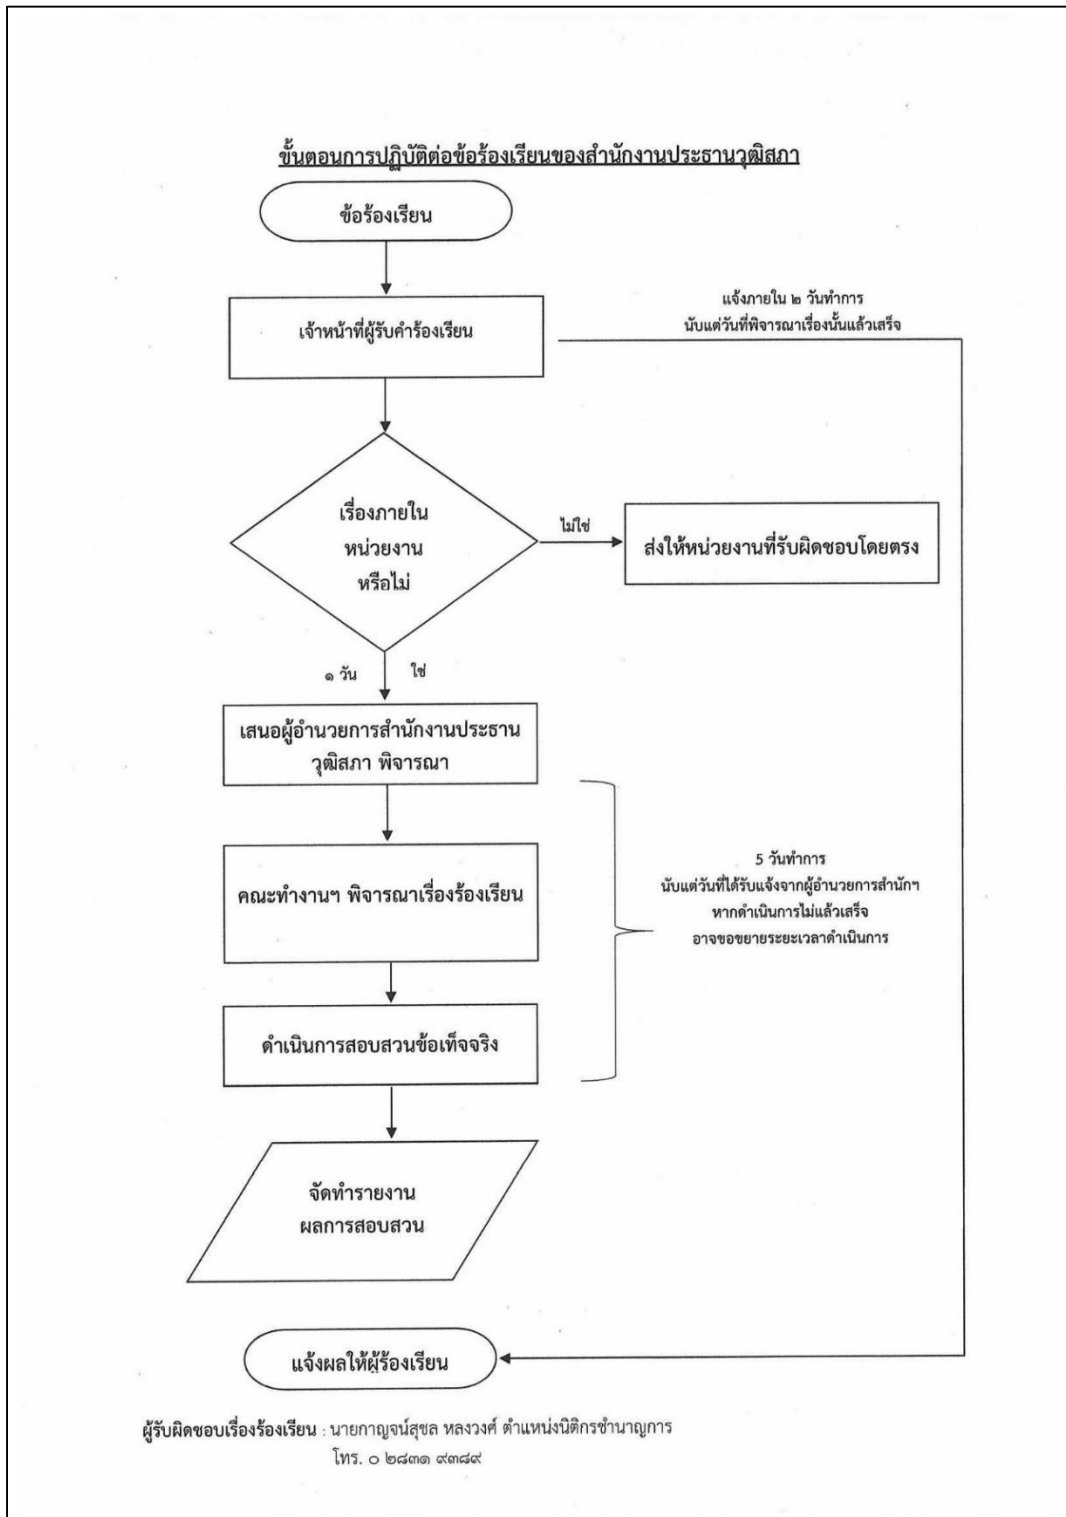 ขั้นตอนการปฏิบัติต่อข้อร้องเรียนของสำนักงานประธานวุฒิสภา
ข้อร้องเรียน
แจ้งภายใน ๒ วันทำการ
นับแต่วันที่พิจารณาเรื่องนั้นแล้วเสร็จ
เจ้าหน้าที่ผู้รับคำร้องเรียน
เรื่องภายใน
หน่วยงาน
หรือไม่
ไม่ใช่
ส่งให้หน่วยงานที่รับผิดชอบโดยตรง
๑ วัน
ใช่
เสนอผู้อำนวยการสำนักงานประธาน
วุฒิสภา พิจารณา
คณะทำงานฯ พิจารณาเรื่องร้องเรียน
5 วันทำการ
นับแต่วันที่ได้รับแจ้งจากผู้อำนวยการสำนักฯ
หากดำเนินการไม่แล้วเสร็จ
อาจขอขยายระยะเวลาดำเนินการ
ดำเนินการสอบสวนข้อเท็จจริง
จัดทำรายงาน
ผลการสอบสวน
แจ้งผลให้ผู้ร้องเรียน
ผู้รับผิดชอบเรื่องร้องเรียน : นายกาญจน์สุชล หลงวงศ์ ตำแหน่งนิติกรชำนาญการ
โทร. ๐ ๒๘๓๑ ๙๓๘๙